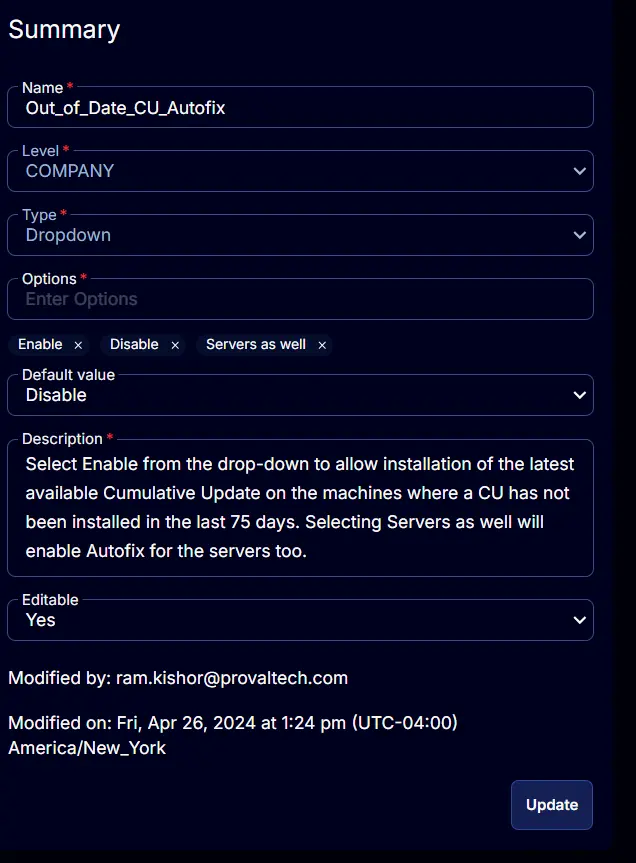 Summary
Name *
Out_of_Date_CU_Autofix
Level *
COMPANY
Type *
Dropdown
Options *
Enter Options
Enable × Disable × Servers as well ×
Default value
Disable
Description *
Select Enable from the drop-down to allow installation of the latest
available Cumulative Update on the machines where a CU has not
been installed in the last 75 days. Selecting Servers as well will
enable Autofix for the servers too.
Editable
Yes
Modified by: ram.kishor@provaltech.com
Modified on: Fri, Apr 26, 2024 at 1:24 pm (UTC-04:00)
America/New_York
Update